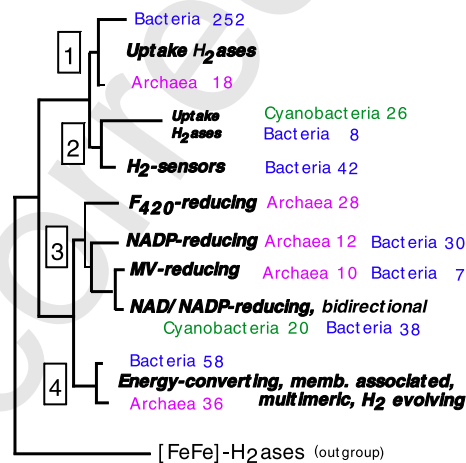 Bacteria 252
1
Uptake H2ases
Archaea 18
Uptake Cyanobacteria 26
H2ases Bacteria 8
2
H2-sensors Bacteria 42
F420-reducing Archaea 28
3
NADP-reducing Archaea 12 Bacteria 30
MV-reducing Archaea 10 Bacteria 7
NAD/NADP-reducing, bidirectional
Cyanobacteria 20 Bacteria 38
Bacteria 58
4
Energy-converting, memb. associated,
Archaea 36 multimeric, H2 evolving
[FeFe]-H2ases (outgroup)